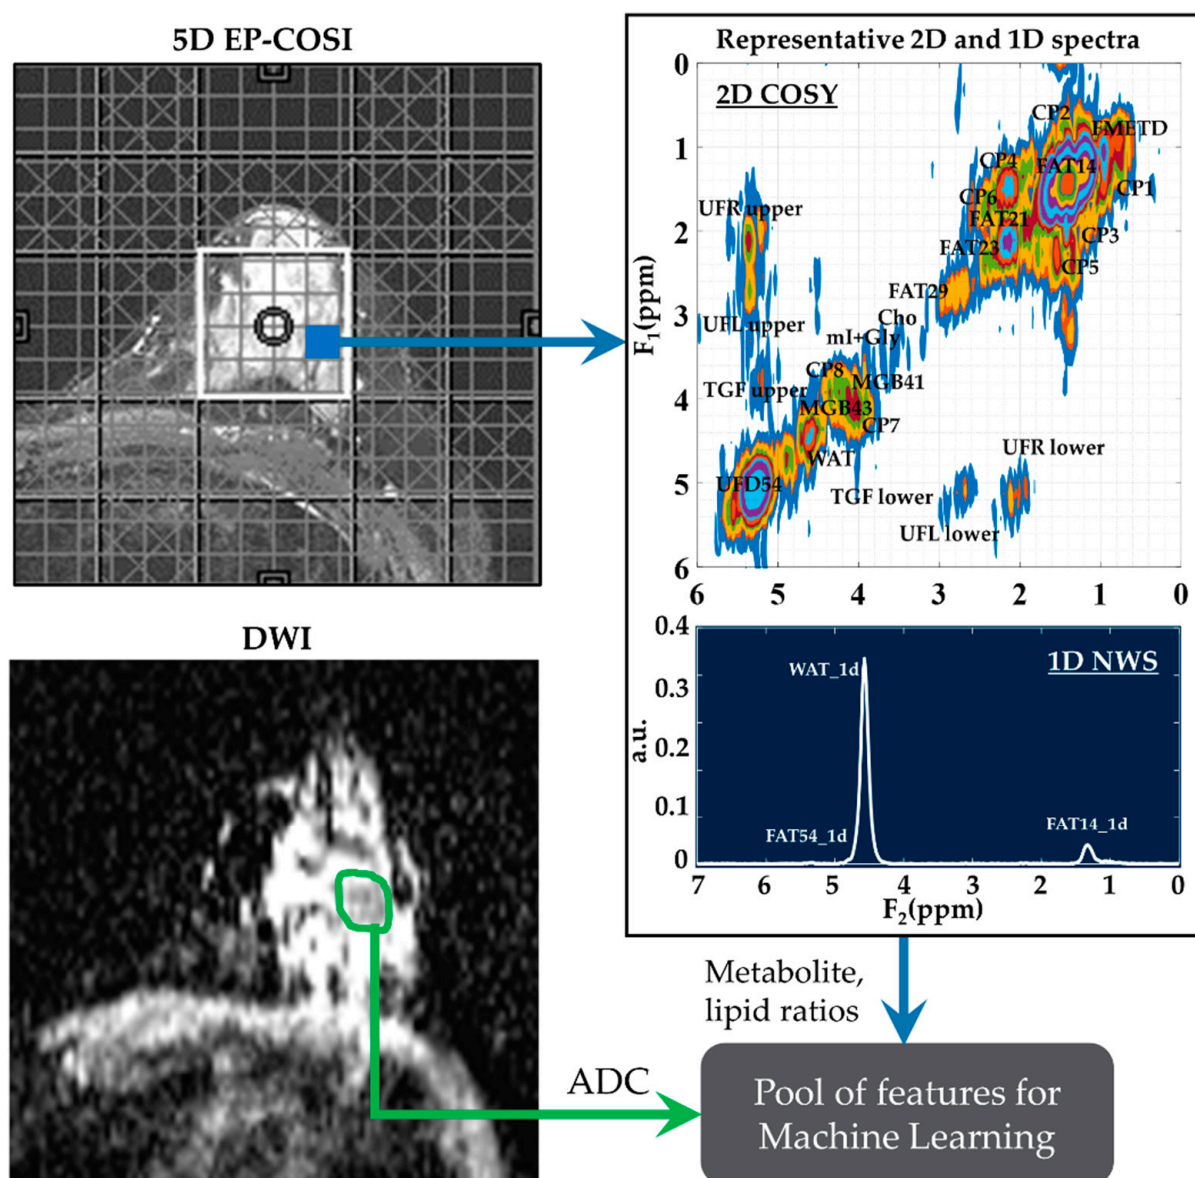 5D EP-COSI
Representative 2D and 1D spectra
2D COSY
0
1
2
3
4
5
6
F1(ppm)
CP2
FMETD
CP4
FAT14
CP1
CP6
UFR upper
FAT21
CP3
FAT23
CP5
FAT29
UFL upper
Cho
mI+Gly
CP8
TGF upper
MGB41
MGB43
CP7
UFR lower
WAT
UFD54
TGF lower
UFL lower
6 5 4 3 2 1 0
DWI
0.4
0.3
0.2
0.1
0
a.u.
1D NWS
WAT_1d
FAT54_1d
FAT14_1d
7 6 5 4 3 2 1 0
F2(ppm)
Metabolite,
lipid ratios
ADC
Pool of features for
Machine Learning